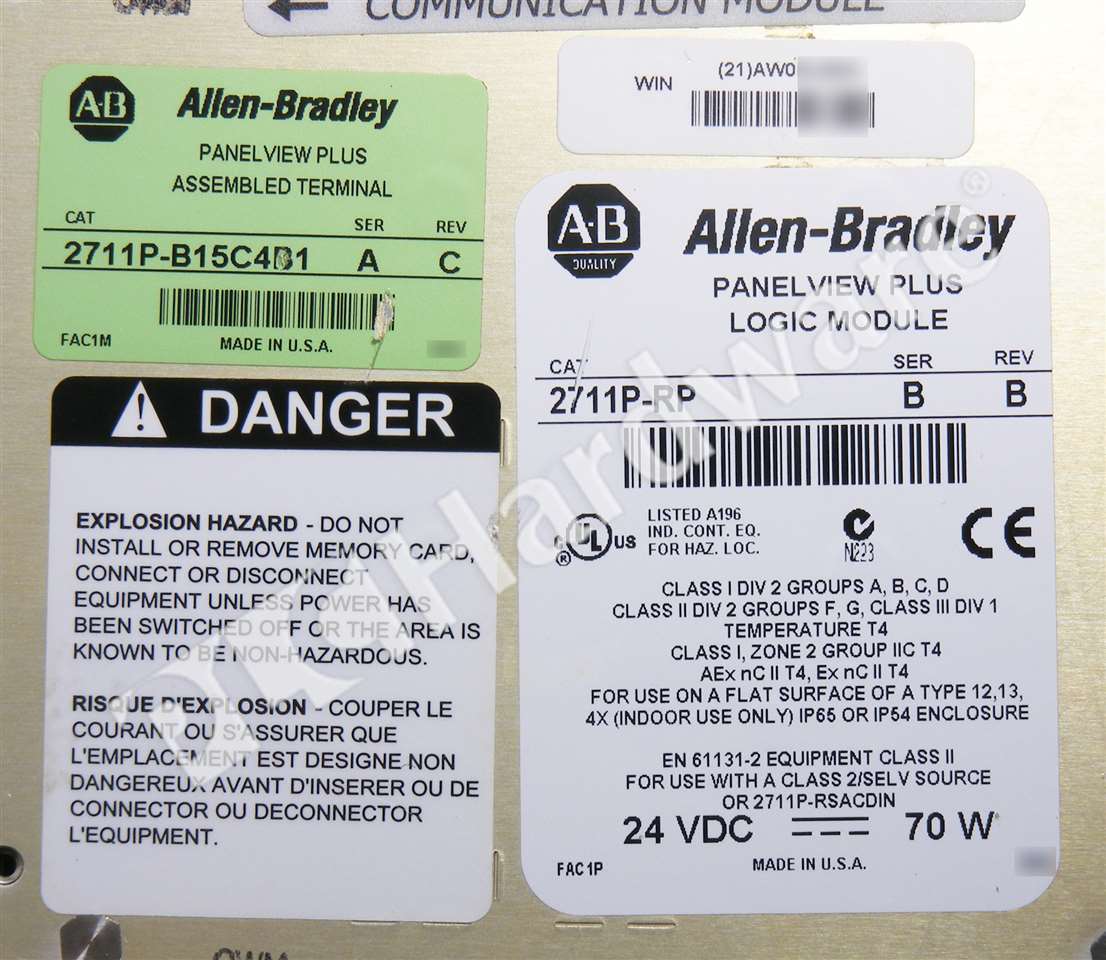 COMMUNICATION MODULE
WIN
(21)AW0
A-B
Allen-Bradley
PANELVIEW PLUS
ASSEMBLED TERMINAL
CAT
SER
REV
2711P-B15C4B1
A
C
FAC1M
MADE IN U.S.A.
DANGER
EXPLOSION HAZARD - DO NOT
INSTALL OR REMOVE MEMORY CARD,
CONNECT OR DISCONNECT
EQUIPMENT UNLESS POWER HAS
BEEN SWITCHED OFF OR THE AREA IS
KNOWN TO BE NON-HAZARDOUS.
RISQUE D'EXPLOSION - COUPER LE
COURANT OU S'ASSURER QUE
L'EMPLACEMENT EST DESIGNE NON
DANGEREUX AVANT D'INSERER OU DE
CONNECTOR OU DECONNECTOR
L'EQUIPMENT.
A-B
QUALITY
Allen-Bradley
PANELVIEW PLUS
LOGIC MODULE
CAT
SER
REV
2711P-RP
B
B
c UL US
®
LISTED A196
IND. CONT. EQ.
FOR HAZ. LOC.
N223
CE
CLASS I DIV 2 GROUPS A, B, C, D
CLASS II DIV 2 GROUPS F, G, CLASS III DIV 1
TEMPERATURE T4
CLASS I, ZONE 2 GROUP IIC T4
AEx nC II T4, Ex nC II T4
FOR USE ON A FLAT SURFACE OF A TYPE 12,13,
4X (INDOOR USE ONLY) IP65 OR IP54 ENCLOSURE
EN 61131-2 EQUIPMENT CLASS II
FOR USE WITH A CLASS 2/SELV SOURCE
OR 2711P-RSACDIN
24 VDC
70 W
FAC1P
MADE IN U.S.A.
PLCHardware®